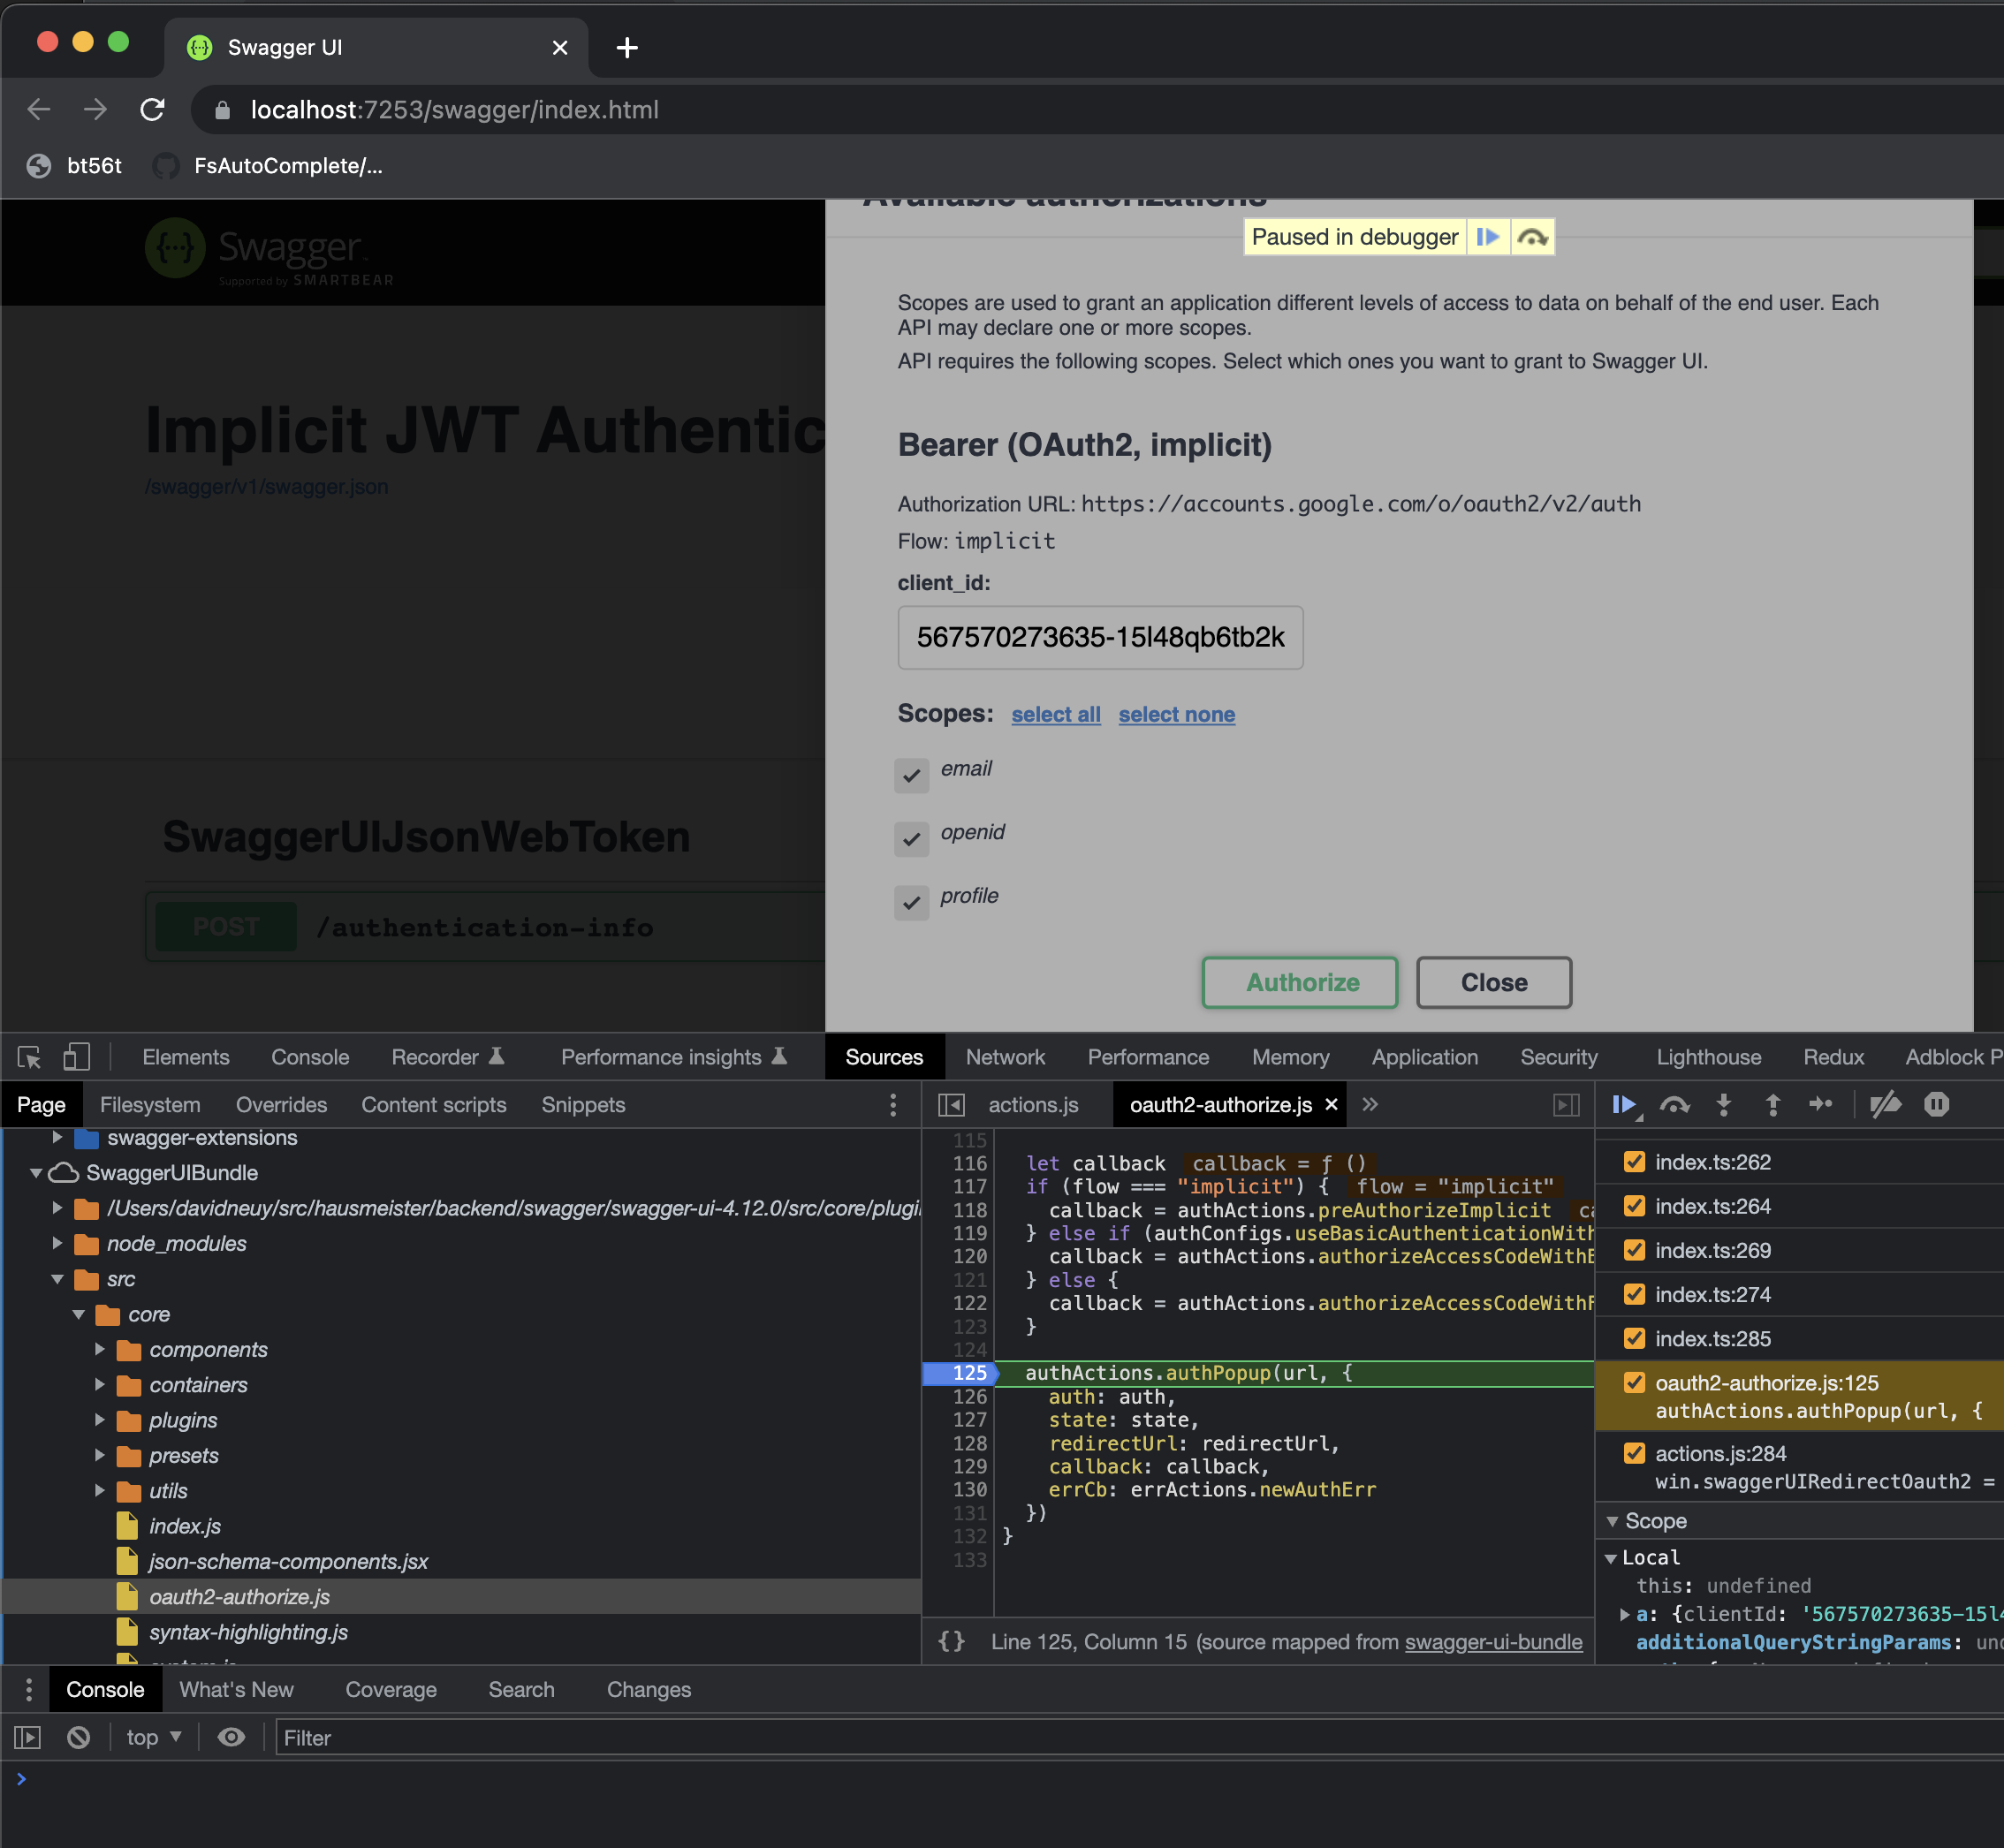 Swagger UI
localhost:7253/swagger/index.html
bt56t
FsAutoComplete/...
Swagger
Supported by SMARTBEAR
Implicit JWT Authentic
/swagger/v1/swagger.json
SwaggerUIJsonWebToken
POST
/authentication-info
Available authorizations
Paused in debugger
Scopes are used to grant an application different levels of access to data on behalf of the end user. Each
API may declare one or more scopes.
API requires the following scopes. Select which ones you want to grant to Swagger UI.
Bearer (OAuth2, implicit)
Authorization URL: https://accounts.google.com/o/oauth2/v2/auth
Flow: implicit
client_id:
567570273635-15l48qb6tb2k
Scopes: select all select none
email
openid
profile
Authorize Close
Elements Console Recorder Performance insights Sources Network Performance Memory Application Security Lighthouse Redux Adblock P
Page Filesystem Overrides Content scripts Snippets
swagger-extensions
SwaggerUIBundle
/Users/davidneuy/src/hausmeister/backend/swagger/swagger-ui-4.12.0/src/core/plugi
node_modules
src
core
components
containers
plugins
presets
utils
index.js
json-schema-components.jsx
oauth2-authorize.js
syntax-highlighting.js
actions.js oauth2-authorize.js
115
116 let callback callback = ƒ ()
117 if (flow === "implicit") { flow = "implicit"
118 callback = authActions.preAuthorizeImplicit ca
119 } else if (authConfigs.useBasicAuthenticationWith
120 callback = authActions.authorizeAccessCodeWithB
121 } else {
122 callback = authActions.authorizeAccessCodeWithF
123 }
124
125 authActions.authPopup(url, {
126 auth: auth,
127 state: state,
128 redirectUrl: redirectUrl,
129 callback: callback,
130 errCb: errActions.newAuthErr
131 })
132 }
133
{} Line 125, Column 15 (source mapped from swagger-ui-bundle
index.ts:262
index.ts:264
index.ts:269
index.ts:274
index.ts:285
oauth2-authorize.js:125
authActions.authPopup(url, {
actions.js:284
win.swaggerUIRedirectOauth2 =
Scope
Local
this: undefined
a: {clientId: '567570273635-15l4
additionalQueryStringParams: und
Console What's New Coverage Search Changes
top Filter